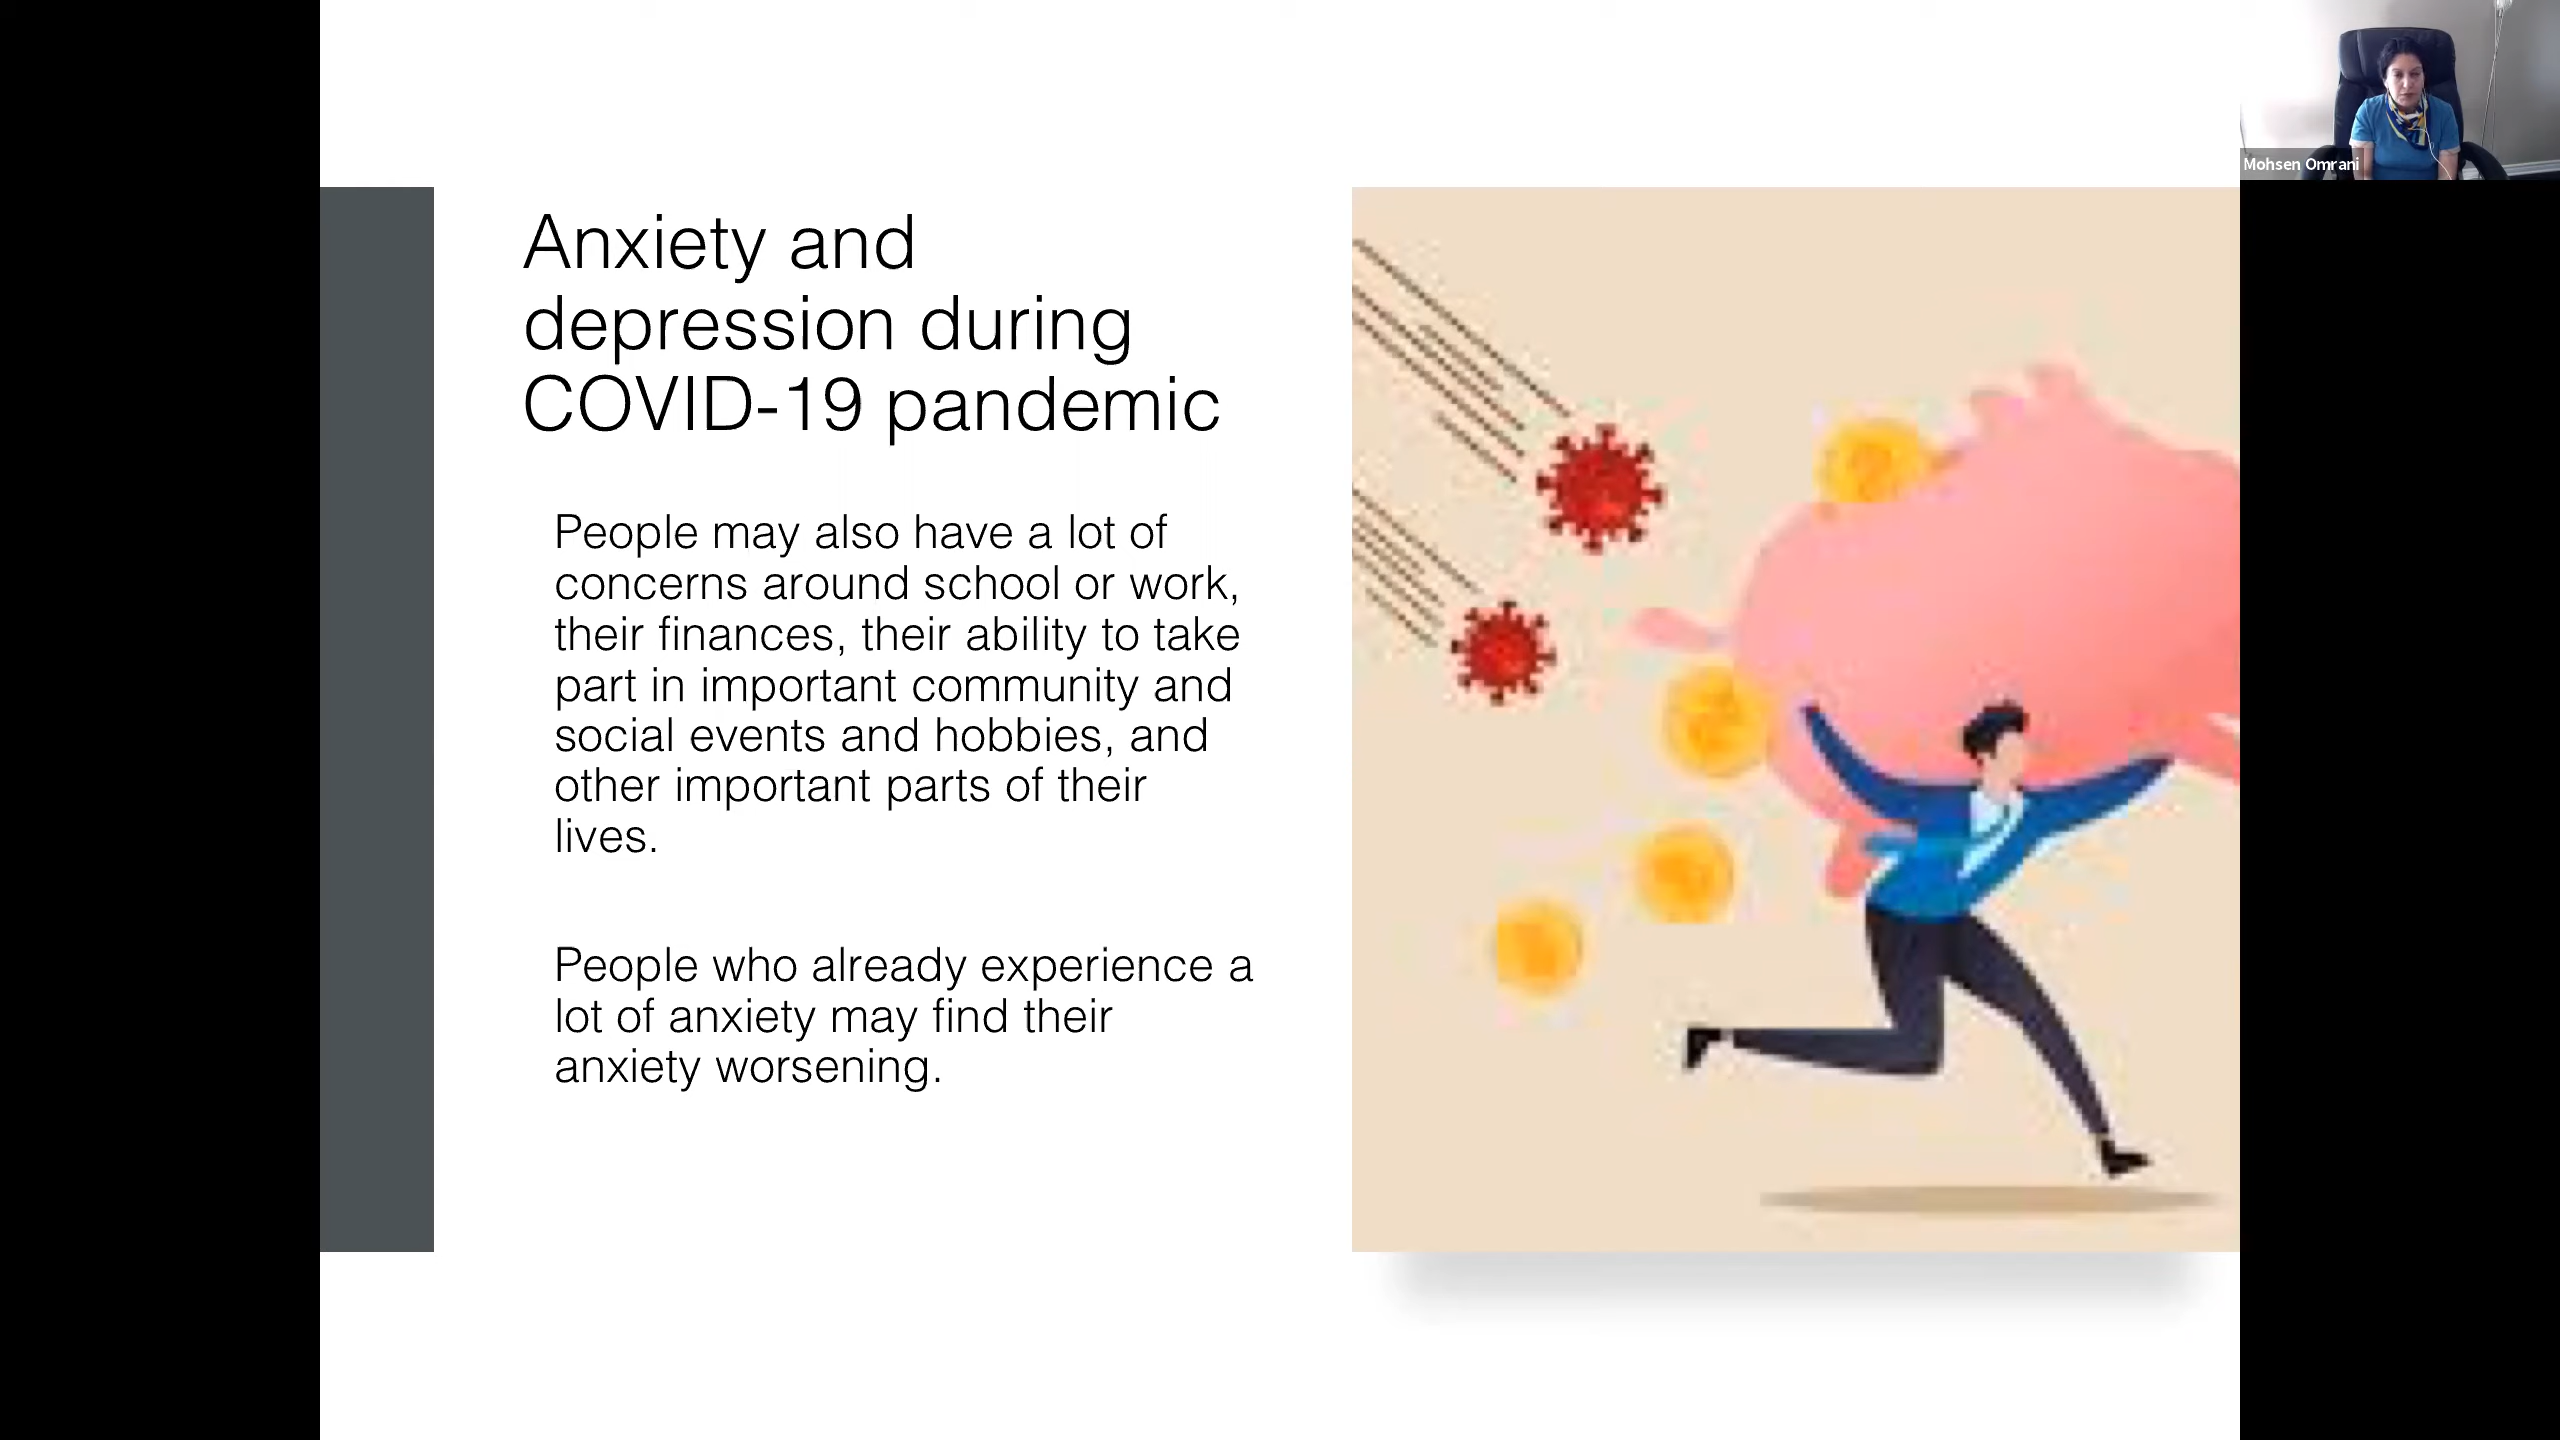 Anxiety and
depression during
COVID-19 pandemic
People may also have a lot of
concerns around school or work,
their finances, their ability to take
part in important community and
social events and hobbies, and
other important parts of their
lives.
People who already experience a
lot of anxiety may find their
anxiety worsening.
Mohsen Omrani